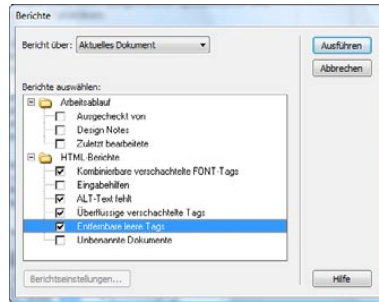 Berichte
Bericht über: Aktuelles Dokument
Ausführen
Abbrechen
Berichte auswählen:
Arbeitsablauf
Ausgecheckt von
Design Notes
Zuletzt bearbeitete
HTML-Berichte
Kombinierbare verschachtelte FONT-Tags
Eingabehilfen
ALT-Text fehlt
Überflüssige verschachtelte Tags
Entfernbare leere Tags
Unbenannte Dokumente
Berichtseinstellungen...
Hilfe